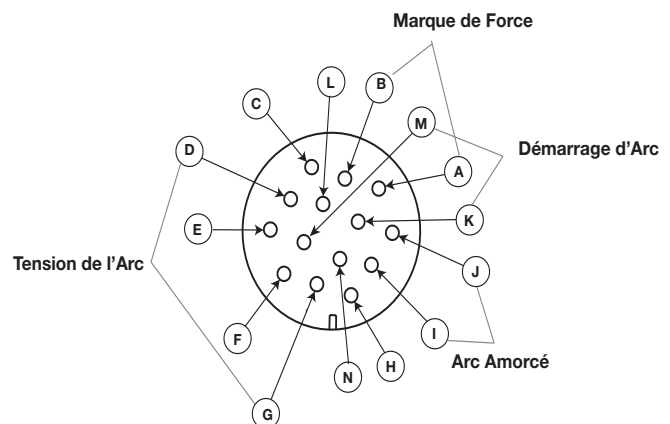 Marque de Force
L
B
C
M
D
Démarrage d'Arc
A
K
E
Tension de l'Arc
J
F
I
Arc Amorcé
H
N
G